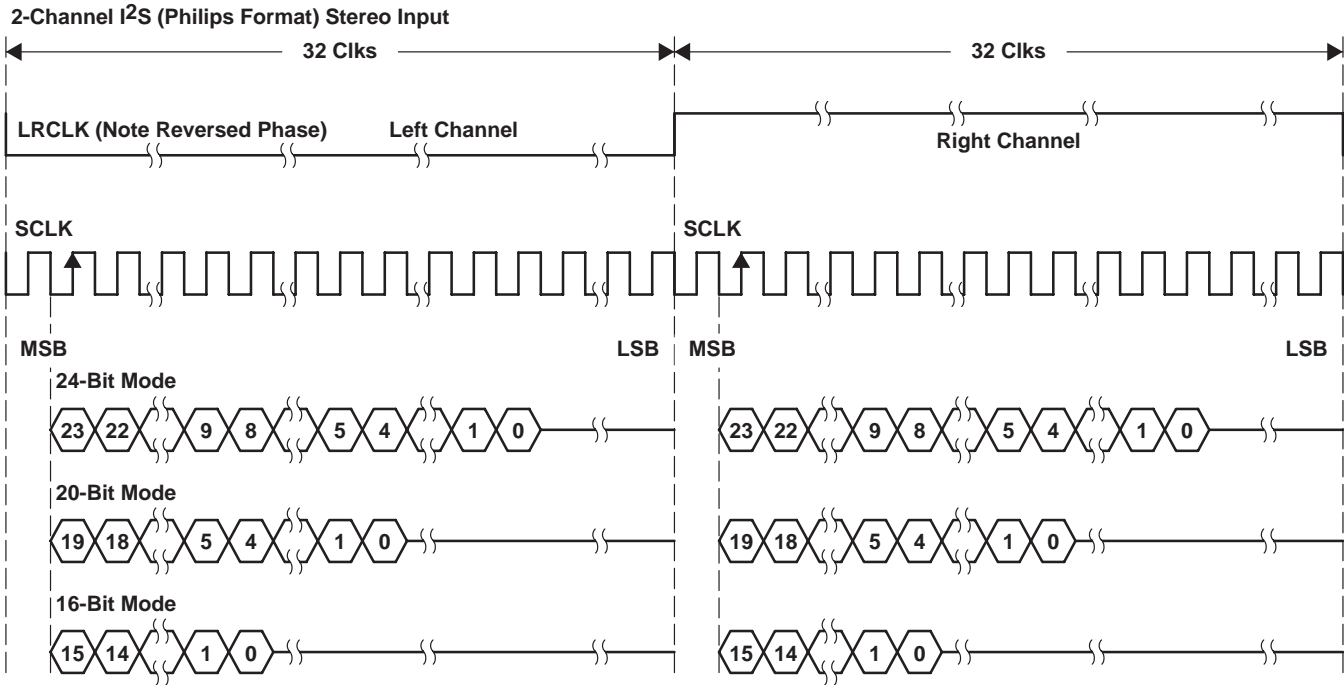 2-Channel I2S (Philips Format) Stereo Input
32 Clks 32 Clks
LRCLK (Note Reversed Phase) Left Channel Right Channel
SCLK SCLK
MSB LSB MSB LSB
24-Bit Mode
23 22 9 8 5 4 1 0 23 22 9 8 5 4 1 0
20-Bit Mode
19 18 5 4 1 0 19 18 5 4 1 0
16-Bit Mode
15 14 1 0 15 14 1 0